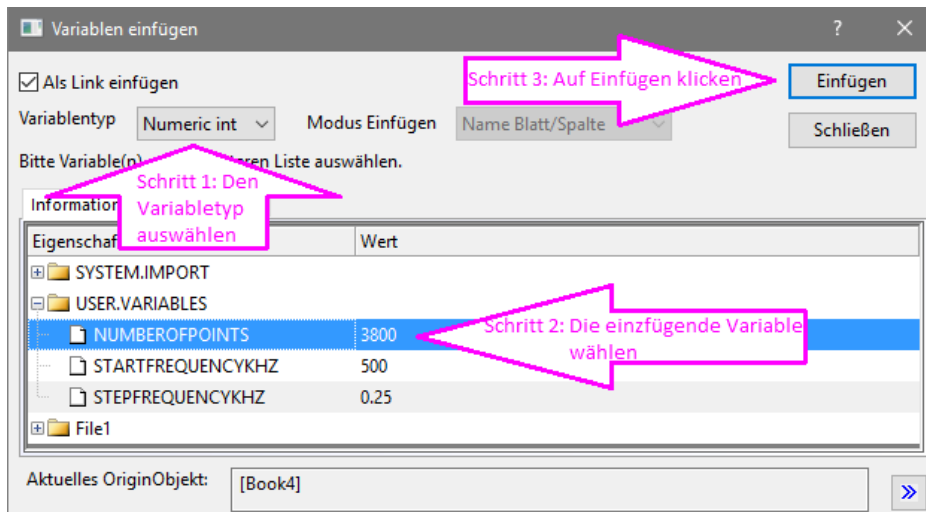 Variablen einfügen
Als Link einfügen
Schritt 3: Auf Einfügen klicken
Einfügen
Variablentyp
Numeric int
Modus Einfügen
Name Blatt/Spalte
Schließen
Bitte Variable(n) Liste auswählen.
Schritt 1: Den
Variabletyp
auswählen
Information
Wert
SYSTEM.IMPORT
USER.VARIABLES
NUMBEROFPOINTS 3800
Schritt 2: Die einzfügende Variable
wählen
STARTFREQUENCYKHZ 500
STEPFREQUENCYKHZ 0.25
File1
Aktuelles OriginObjekt: [Book4]